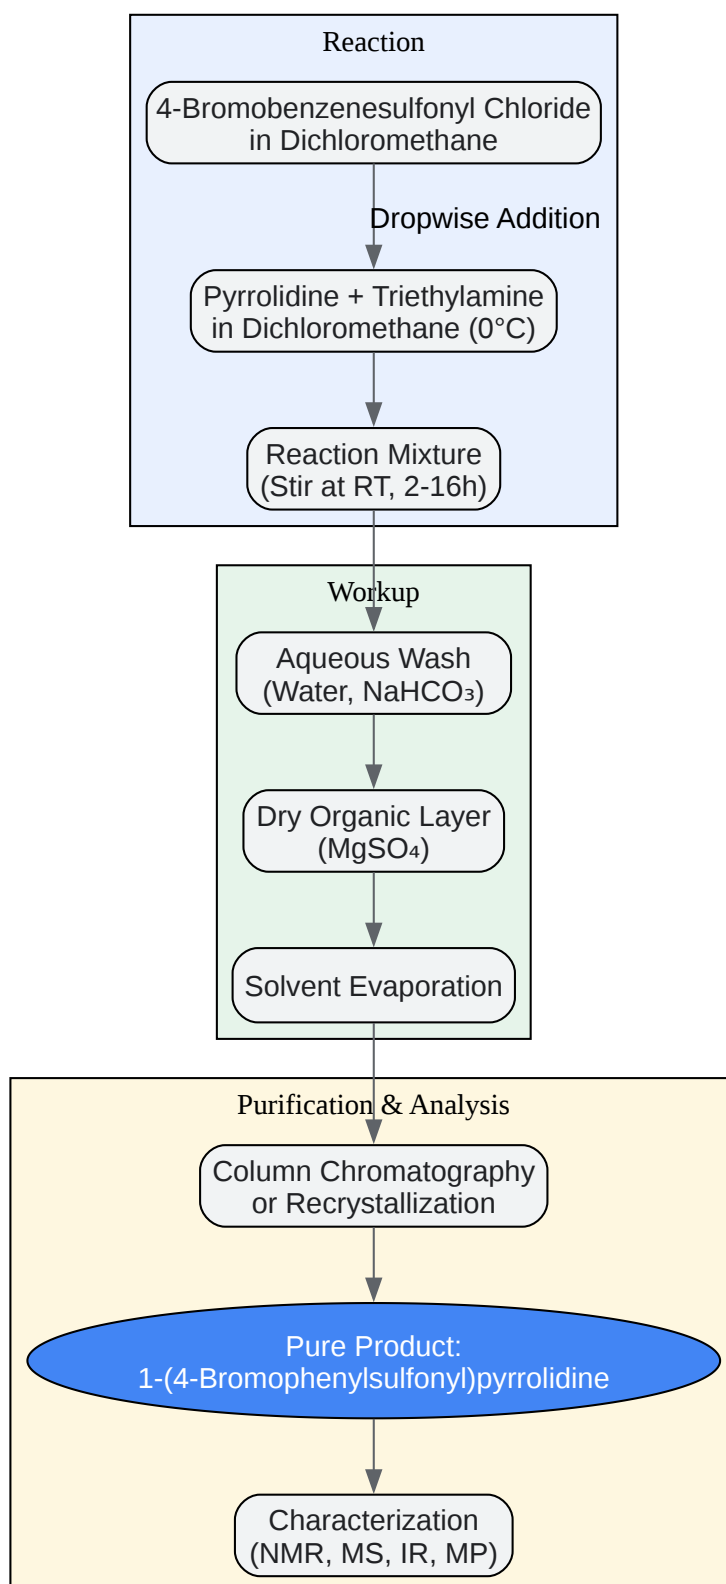 Reaction
4-Bromobenzenesulfonyl Chloride
in Dichloromethane
Dropwise Addition
Pyrrolidine + Triethylamine
in Dichloromethane (0°C)
Reaction Mixture
(Stir at RT, 2-16h)
Workup
Aqueous Wash
(Water, NaHCO₃)
Dry Organic Layer
(MgSO₄)
Solvent Evaporation
Purification & Analysis
Column Chromatography
or Recrystallization
Pure Product:
1-(4-Bromophenylsulfonyl)pyrrolidine
Characterization
(NMR, MS, IR, MP)